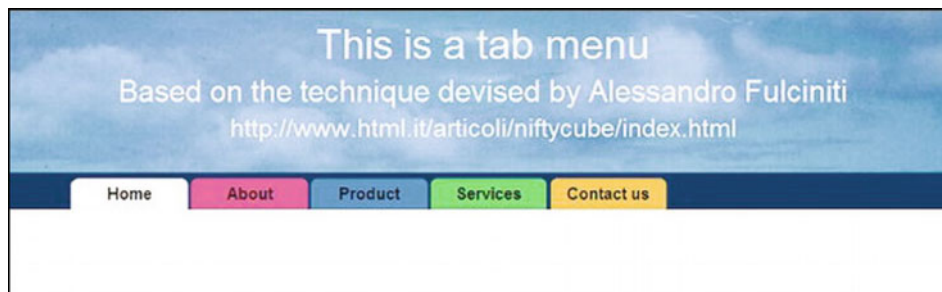 This is a tab menu
Based on the technique devised by Alessandro Fulciniti
http://www.html.it/articoli/niftycube/index.html
Home About Product Services Contact us